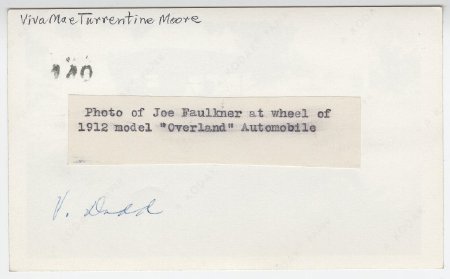 Viva Mae Turrentine Moore
Photo of Joe Faulkner at wheel of
1912 model "Overland" Automobile
V. Dodd